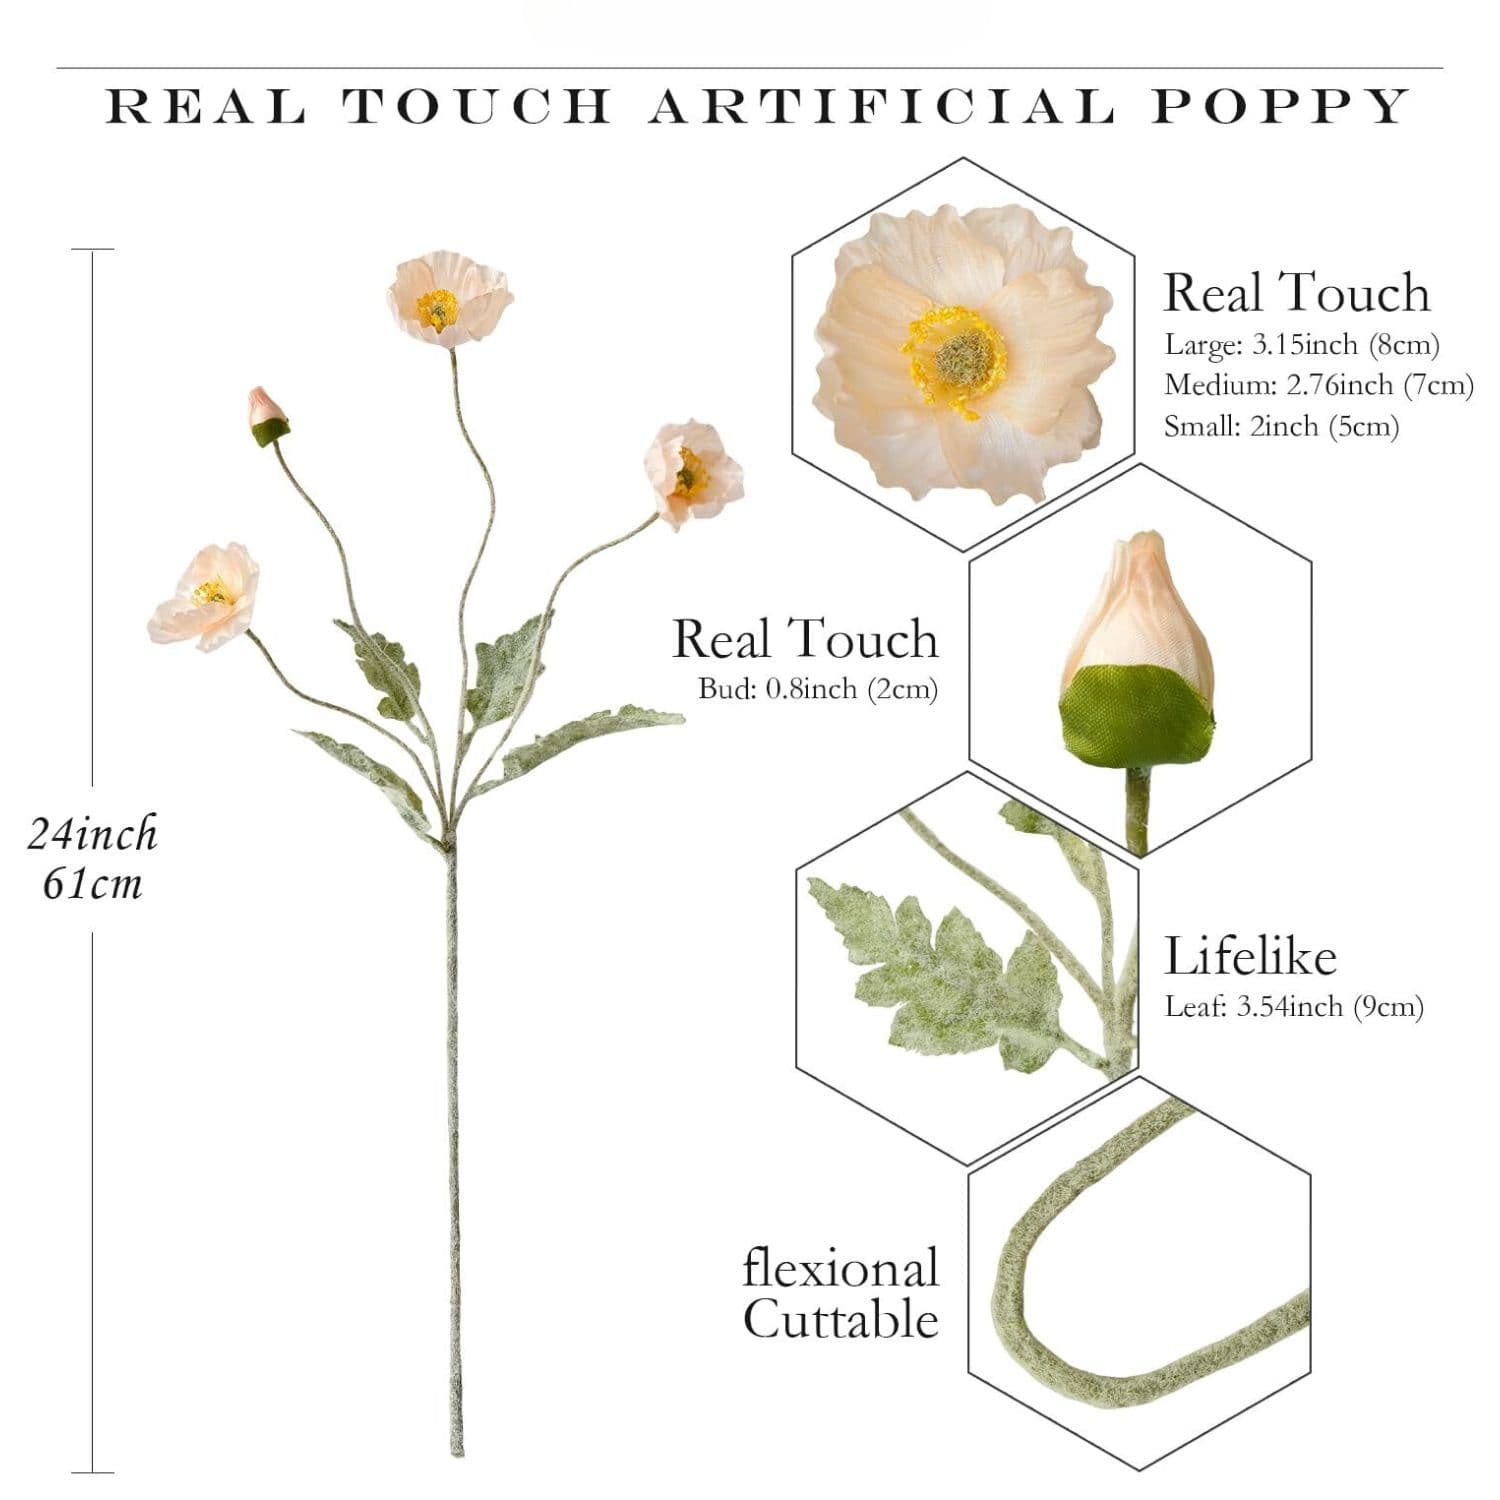 REAL TOUCH ARTIFICIAL POPPY
Real Touch
Large: 3.15inch (8cm)
Medium: 2.76inch (7cm)
Small: 2inch (5cm)
Real Touch
Bud: 0.8inch (2cm)
24inch
61cm
Lifelike
Leaf: 3.54inch (9cm)
flexional
Cuttable